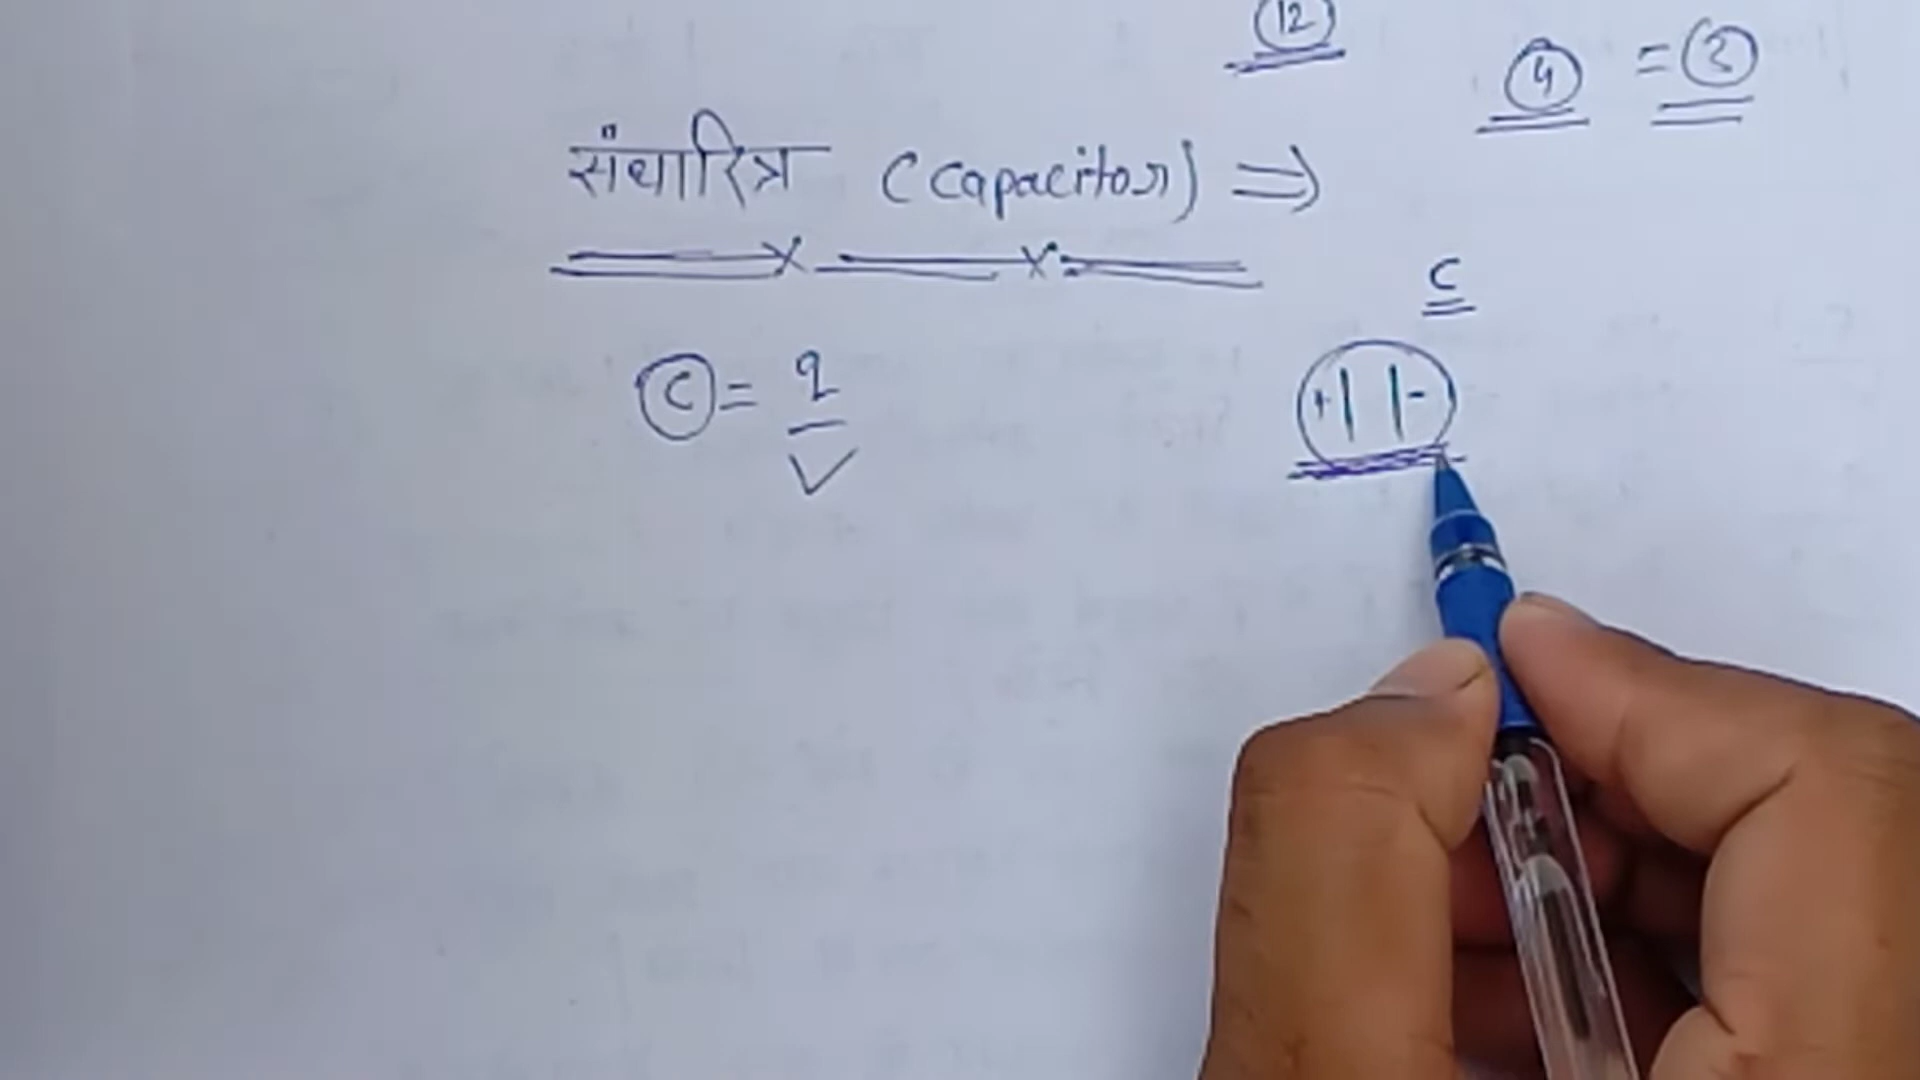 12
4 = 3
संधारित्र (Capacitor) ⇒
C
C = q/V
+| |-